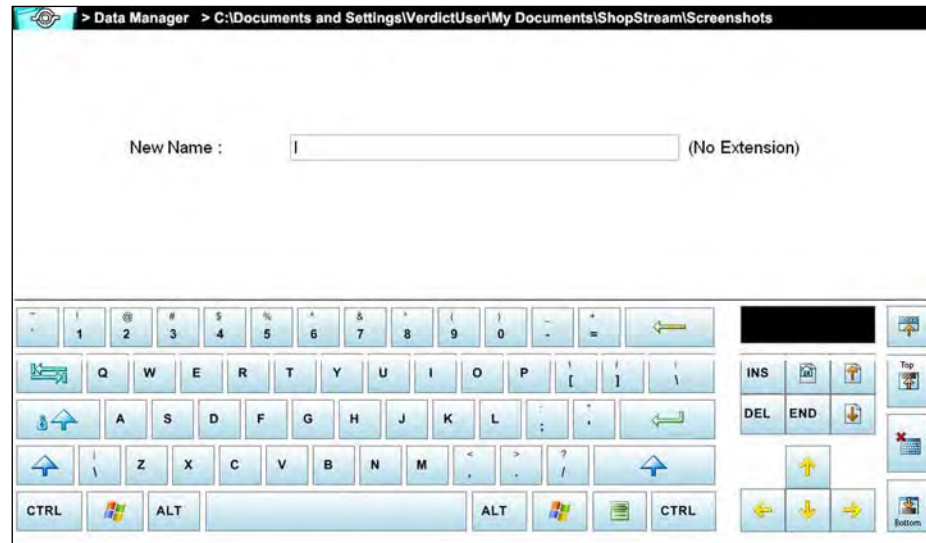 > Data Manager > C:\Documents and Settings\VerdictUser\My Documents\ShopStream\Screenshots
New Name : (No Extension)
! @ # $ % ^ & ( ) _
1 2 3 4 5 6 7 8 9 0 - =
Q W E R T Y U I O P [ ] \ INS Top
A S D F G H J K L ; DEL END
\ Z X C V B N M < > ? /
CTRL ALT ALT CTRL Bottom